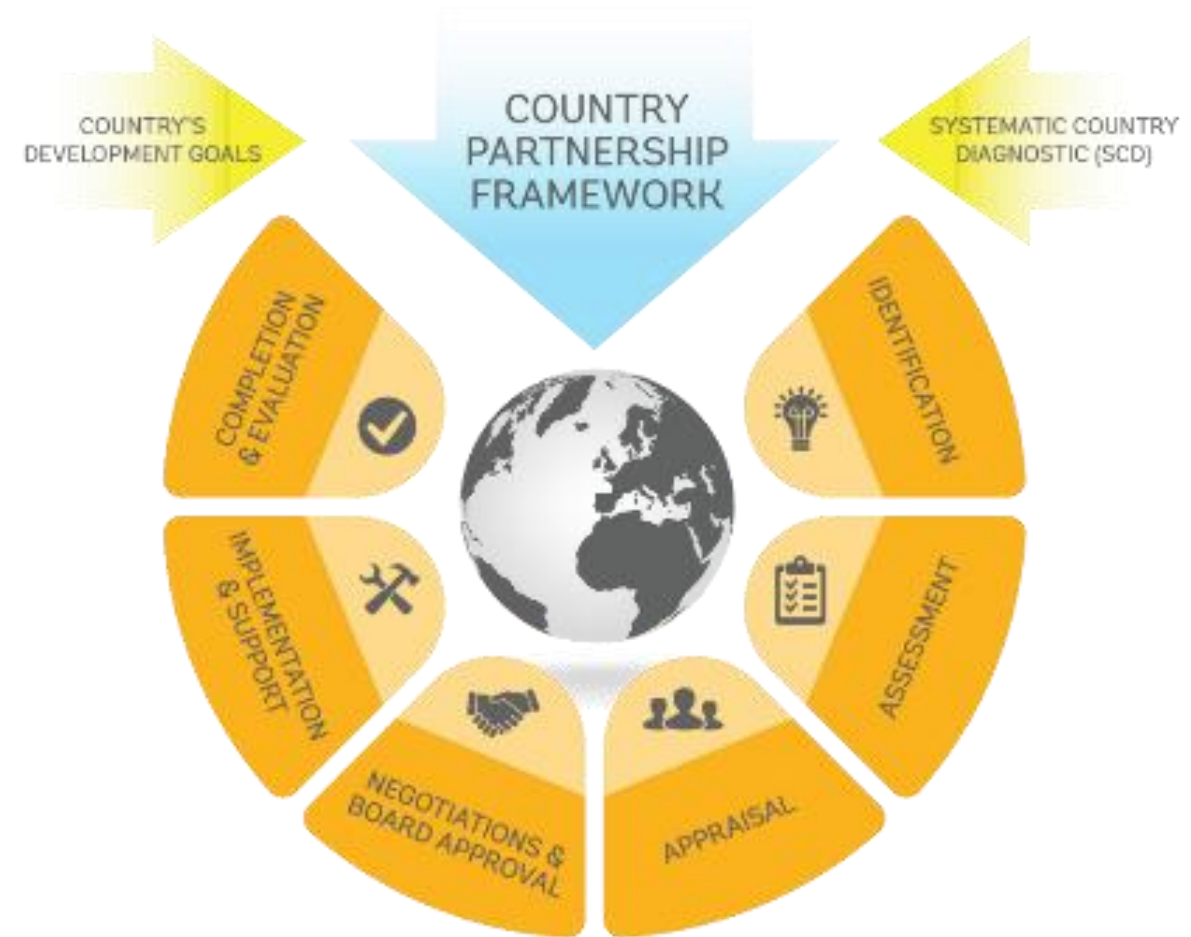 COUNTRY'S
DEVELOPMENT GOALS
COUNTRY
PARTNERSHIP
FRAMEWORK
SYSTEMATIC COUNTRY
DIAGNOSTIC (SCD)
IDENTIFICATION
ASSESSMENT
APPRAISAL
NEGOTIATIONS &
BOARD APPROVAL
IMPLEMENTATION
& SUPPORT
COMPLETION
& EVALUATION